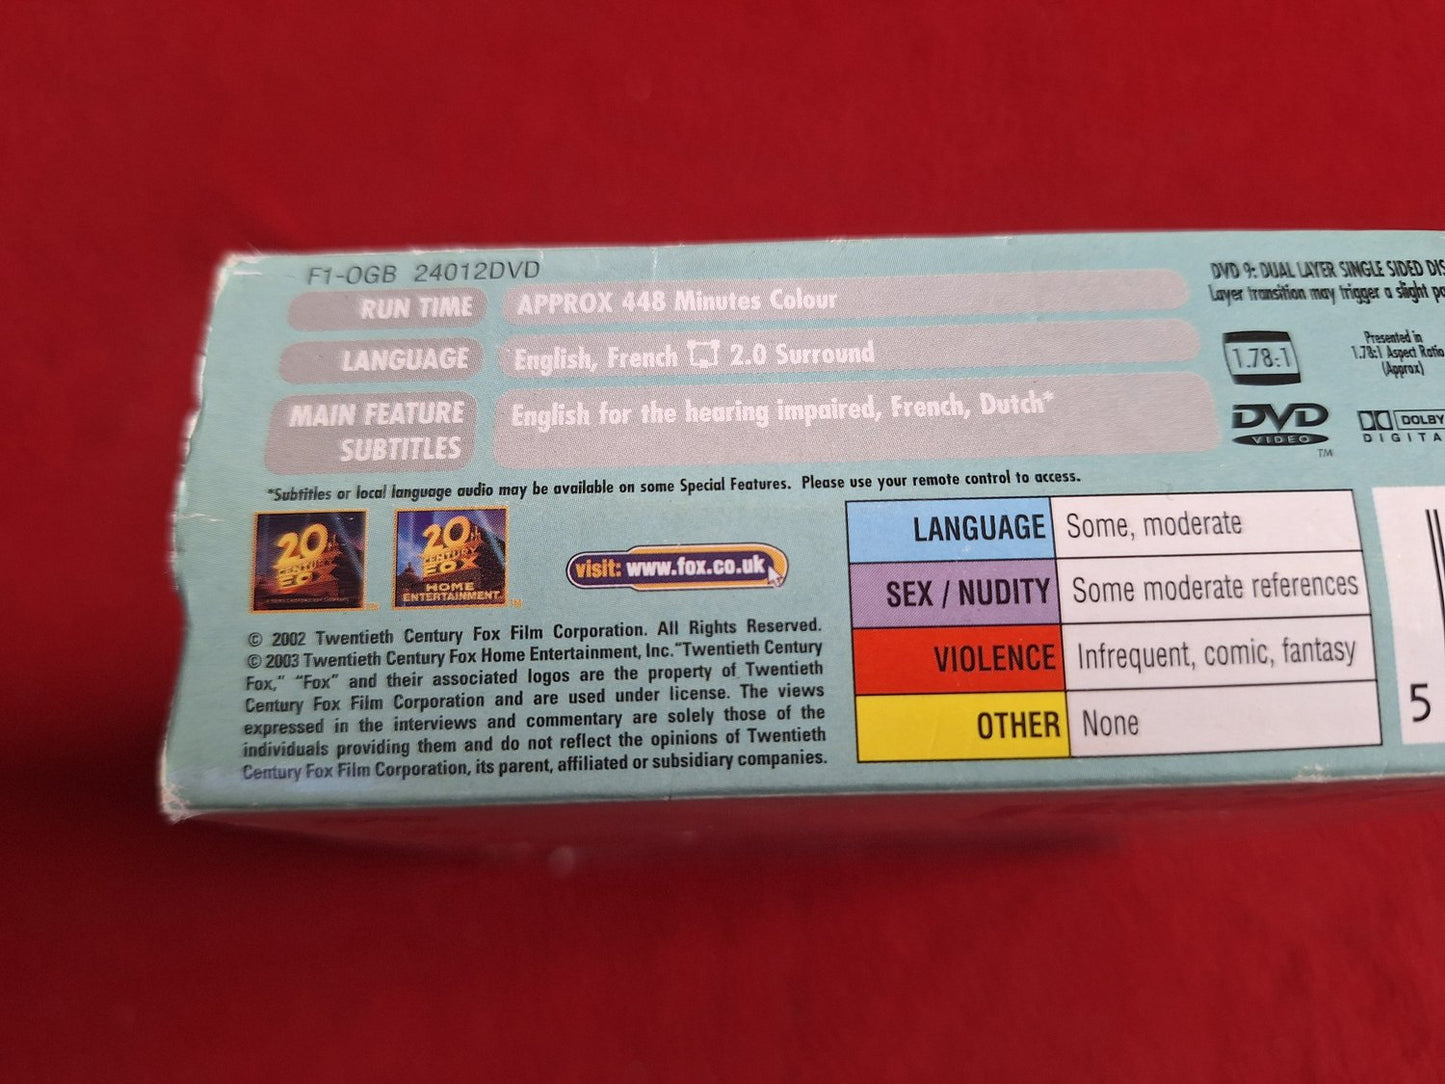 F1-OGB 24012DVD
RUN TIME APPROX 448 Minutes Colour
LANGUAGE English, French 2.0 Surround
MAIN FEATURE SUBTITLES English for the hearing impaired, French, Dutch*
*Subtitles or local language audio may be available on some Special Features. Please use your remote control to access.
20
CENTURY
FOX
TM
20th
CENTURY
FOX
HOME
ENTERTAINMENT
TM
visit: www.fox.co.uk
© 2002 Twentieth Century Fox Film Corporation. All Rights Reserved.
© 2003 Twentieth Century Fox Home Entertainment, Inc. "Twentieth Century
Fox," "Fox" and their associated logos are the property of Twentieth
Century Fox Film Corporation and are used under license. The views
expressed in the interviews and commentary are solely those of the
individuals providing them and do not reflect the opinions of Twentieth
Century Fox Film Corporation, its parent, affiliated or subsidiary companies.
LANGUAGE Some, moderate
SEX / NUDITY Some moderate references
VIOLENCE Infrequent, comic, fantasy
OTHER None
DVD 9: DUAL LAYER SINGLE SIDED DIS
Layer transition may trigger a slight pa
1.78:1
Presented in
1.78:1 Aspect Ratio
(Approx)
DVD
VIDEO
TM
DOLBY
DIGITA
5